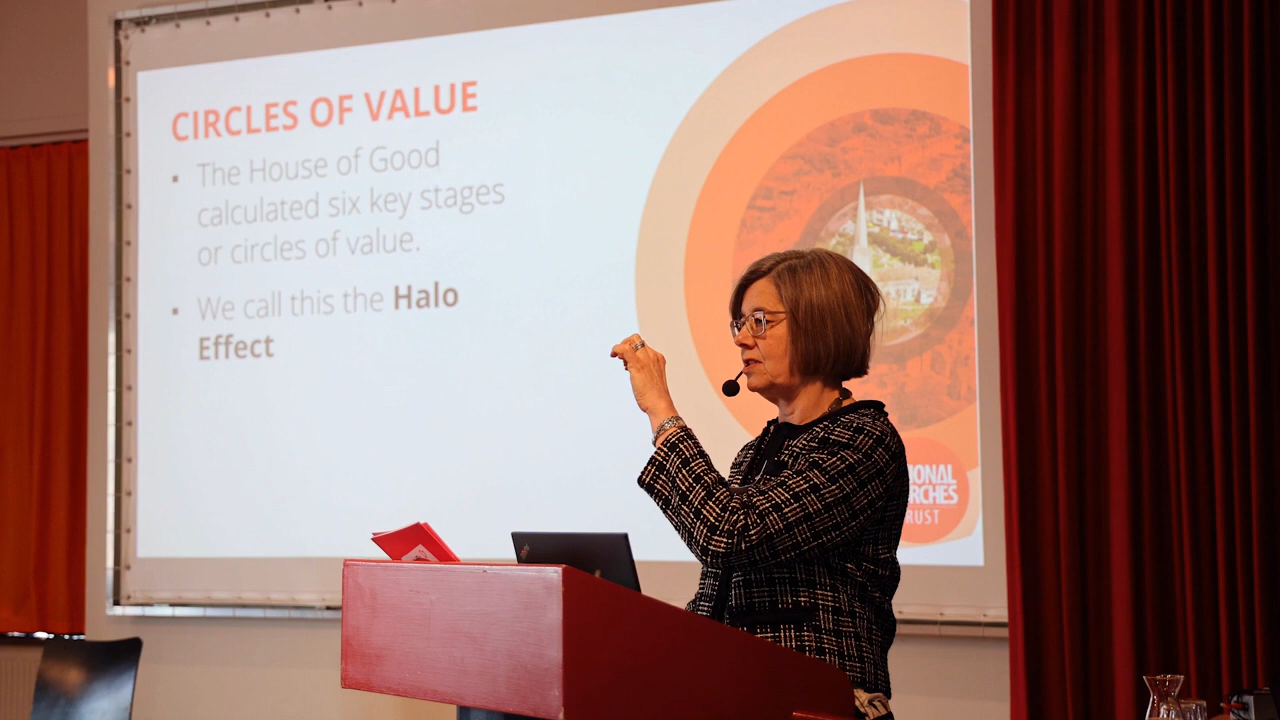 CIRCLES OF VALUE
▪ The House of Good
calculated six key stages
or circles of value.
▪ We call this the Halo
Effect
IONAL
RCHES
RUST